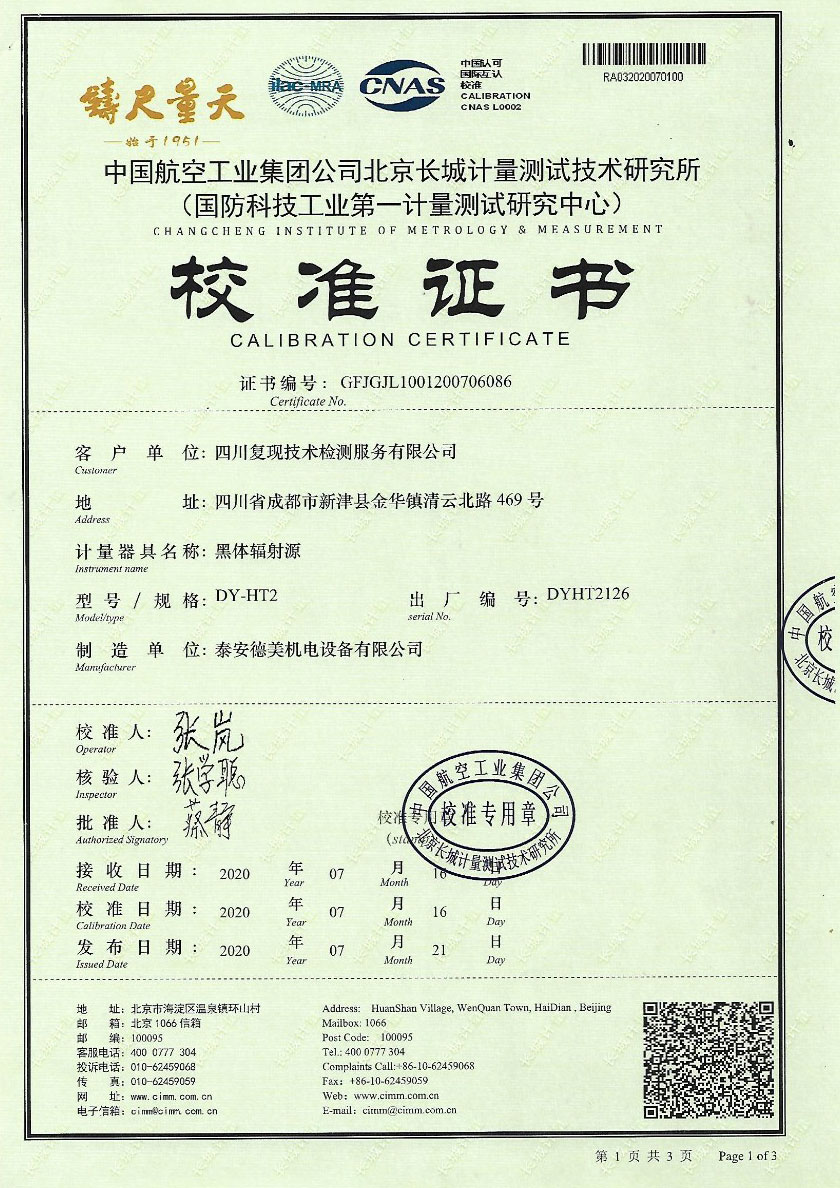 铸尺量天
始于1951
ilac-MRA
CNAS
中国认可
国际互认
校准
CALIBRATION
CNAS L0002
RA032020070100
中国航空工业集团公司北京长城计量测试技术研究所
（国防科技工业第一计量测试研究中心）
CHANGCHENG INSTITUTE OF METROLOGY & MEASUREMENT
校准证书
CALIBRATION CERTIFICATE
证书编号： GFJGJL1001200706086
Certificate No.
客户单位：四川复现技术检测服务有限公司
Customer
地址：四川省成都市新津县金华镇清云北路 469 号
Address
计量器具名称：黑体辐射源
Instrument name
型号/规格：DY-HT2 出厂编号：DYHT2126
Model/type serial No.
制造单位：泰安德美机电设备有限公司
Manufacturer
校准人：张岚
Operator
核验人：张学聪
Inspector
批准人：蔡静
Authorized Signatory
校准专用
中国航空工业集团公司
校准专用章
北京长城计量测试技术研究所
接收日期： 2020 年 07 月 16 日
Received Date Year Month Day
校准日期： 2020 年 07 月 16 日
Calibration Date Year Month Day
发布日期： 2020 年 07 月 21 日
Issued Date Year Month Day
中国航
校
北京长城
地址：北京市海淀区温泉镇环山村 Address: HuanShan Village, WenQuan Town, HaiDian , Beijing
邮箱：北京 1066 信箱 Mailbox: 1066
邮编：100095 Post Code: 100095
客服电话：400 0777 304 Tel.: 400 0777 304
投诉电话：010-62459068 Complaints Call:+86-10-62459068
传真：010-62459059 Fax: +86-10-62459059
网址：www.cimm.com.cn Web: www.cimm.com.cn
电子信箱：cimm@cimm.com.cn E-mail: cimm@cimm.com.cn
第 1 页 共 3 页 Page 1 of 3